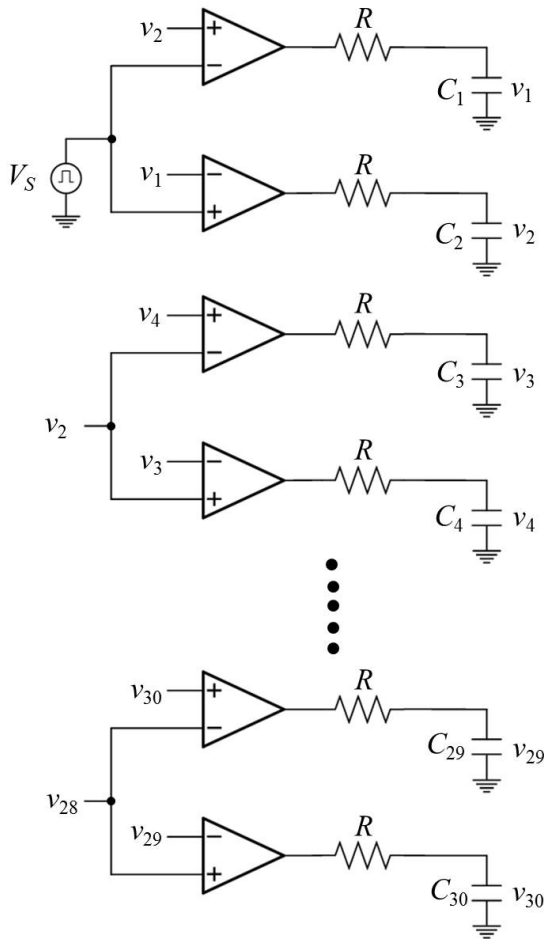 v₂ + R
− C₁ v₁
V_S
v₁ − R
+ C₂ v₂
v₄ + R
− C₃ v₃
v₂
v₃ − R
+ C₄ v₄
v₃₀ + R
− C₂₉ v₂₉
v₂₈
v₂₉ − R
+ C₃₀ v₃₀